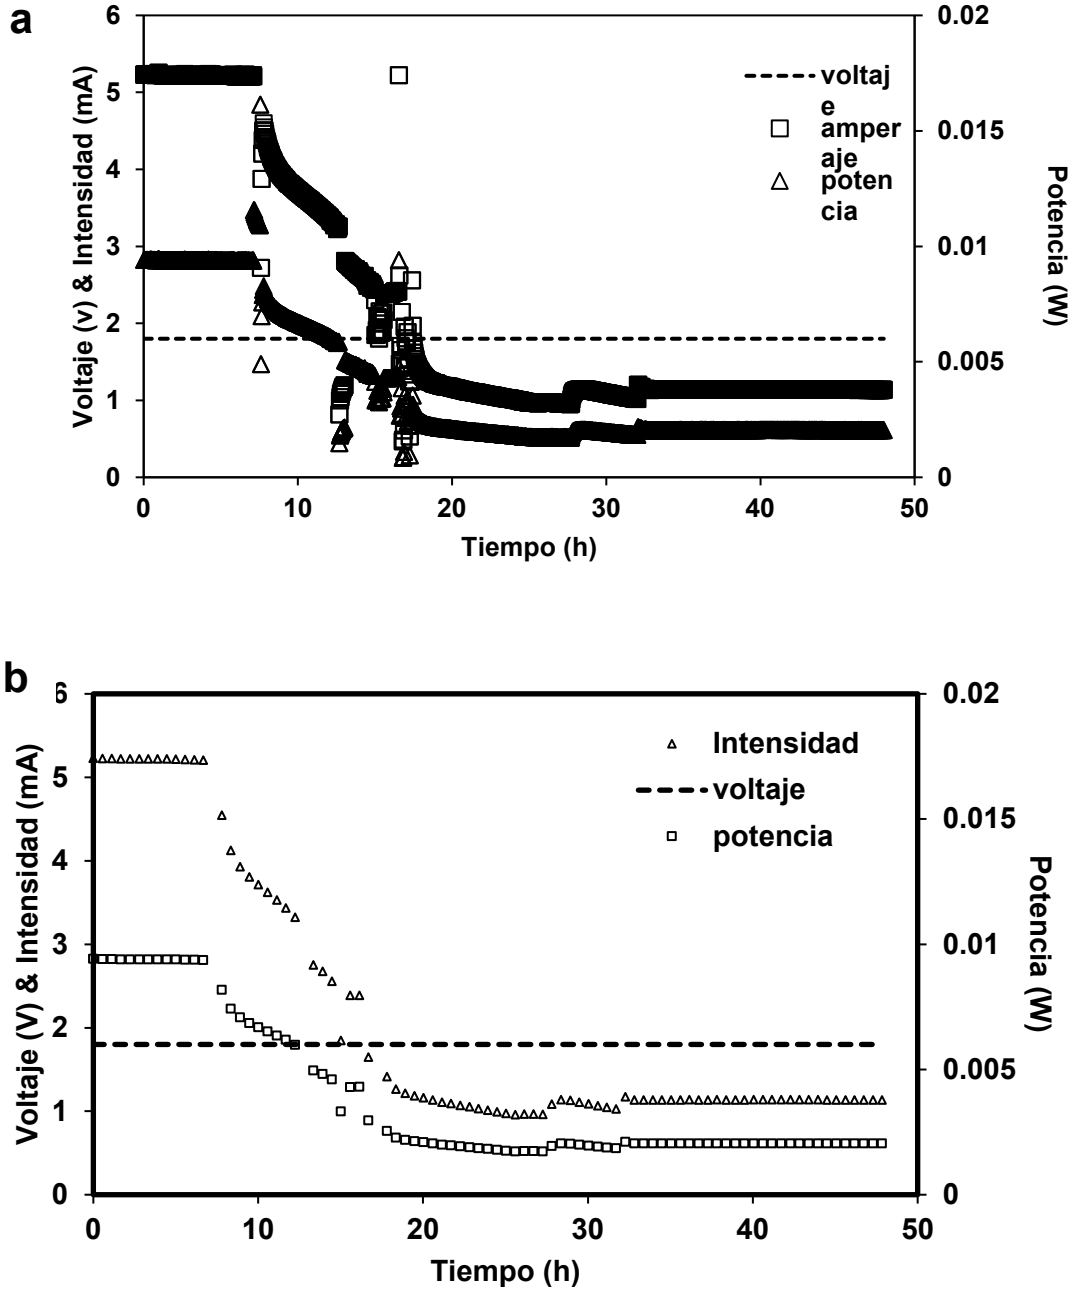 a
6
5
4
3
2
1
0
Voltaje (v) & Intensidad (mA)
0
10
20
30
40
50
Tiempo (h)
0.02
0.015
0.01
0.005
0
Potencia (W)
voltaj
e
amper
aje
poten
cia
b
6
5
4
3
2
1
0
Voltaje (V) & Intensidad (mA)
0
10
20
30
40
50
Tiempo (h)
0.02
0.015
0.01
0.005
0
Potencia (W)
Intensidad
voltaje
potencia